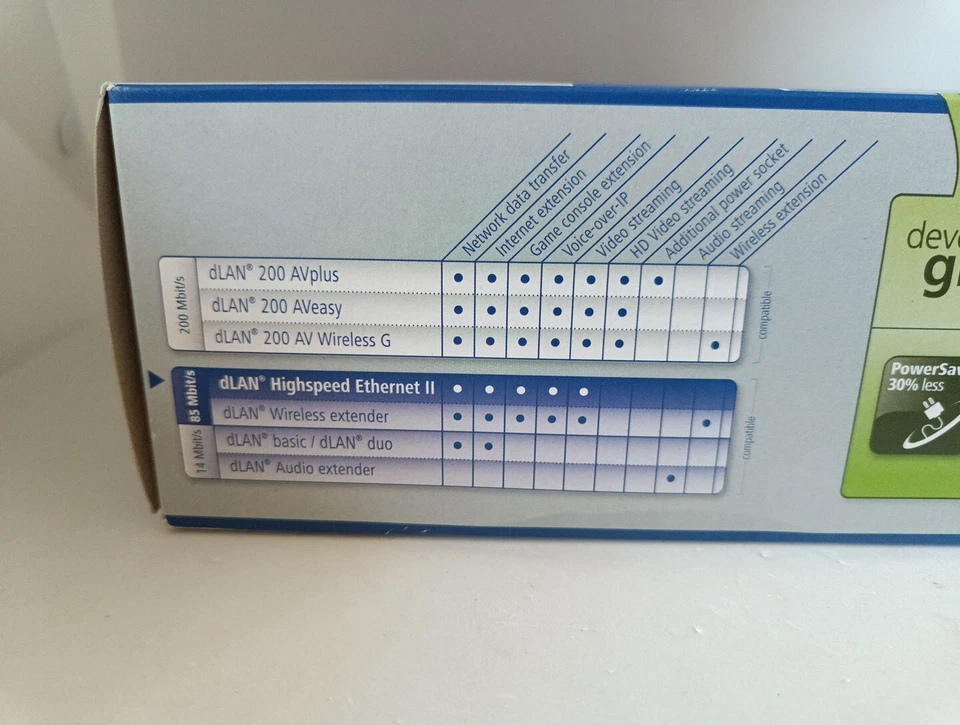 Network data transfer
Internet extension
Game console extension
Voice-over-IP
Video streaming
HD Video streaming
Additional power socket
Audio streaming
Wireless extension
200 Mbit/s
dLAN® 200 AVplus
dLAN® 200 AVeasy
dLAN® 200 AV Wireless G
compatible
85 Mbit/s
dLAN® Highspeed Ethernet II
dLAN® Wireless extender
14 Mbit/s
dLAN® basic / dLAN® duo
dLAN® Audio extender
compatible
PowerSav
30% less